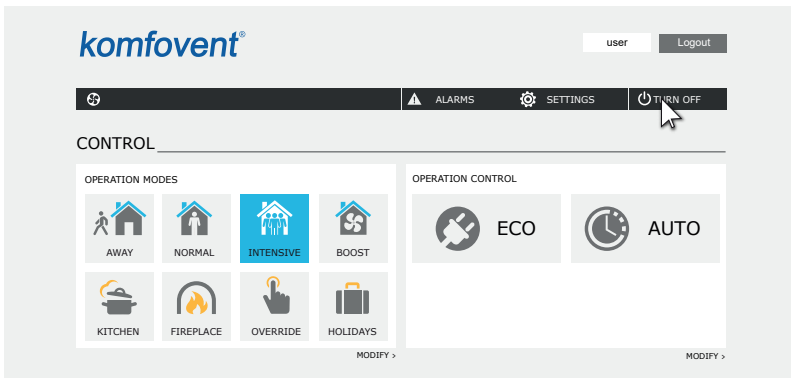 komfovent®
user
Logout
ALARMS
SETTINGS
TURN OFF
CONTROL
OPERATION MODES
AWAY
NORMAL
INTENSIVE
BOOST
KITCHEN
FIREPLACE
OVERRIDE
HOLIDAYS
MODIFY >
OPERATION CONTROL
ECO
AUTO
MODIFY >